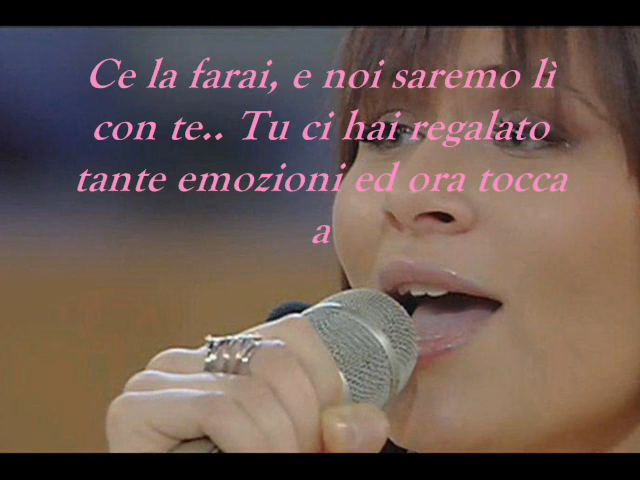 Ce la farai, e noi saremo lì
con te.. Tu ci hai regalato
tante emozioni ed ora tocca
a